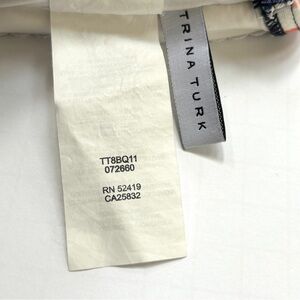 TRINA TURK
TT8BQ11
072660
RN 52419
CA25832